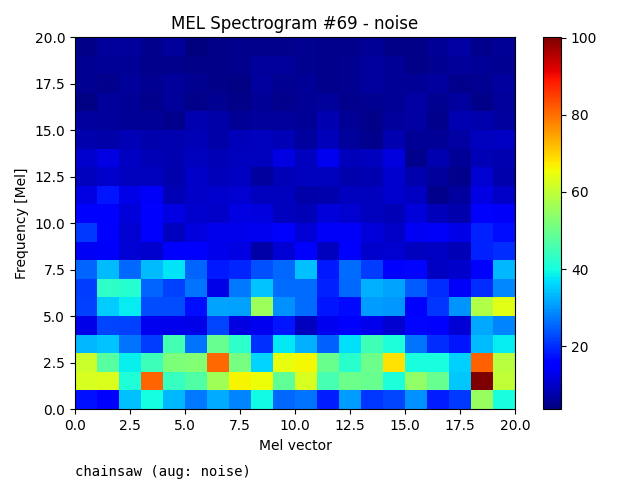 MEL Spectrogram #69 - noise
20.0
17.5
15.0
12.5
10.0
7.5
5.0
2.5
0.0
Frequency [Mel]
0.0 2.5 5.0 7.5 10.0 12.5 15.0 17.5 20.0
Mel vector
100
80
60
40
20
chainsaw (aug: noise)